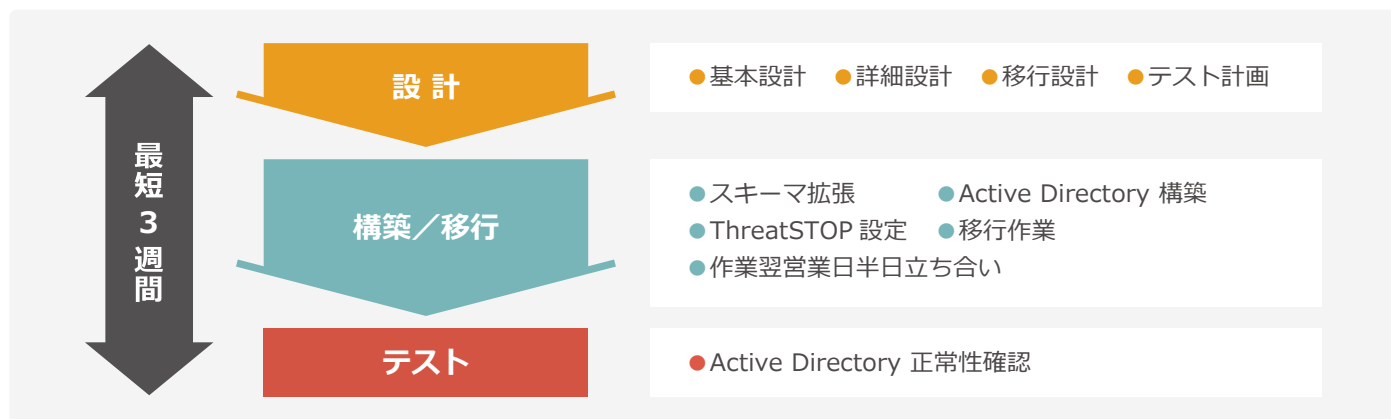 最短3週間
設 計
●基本設計 ●詳細設計 ●移行設計 ●テスト計画
構築／移行
●スキーマ拡張 ●Active Directory 構築
●ThreatSTOP 設定 ●移行作業
●作業翌営業日半日立ち合い
テスト
●Active Directory 正常性確認